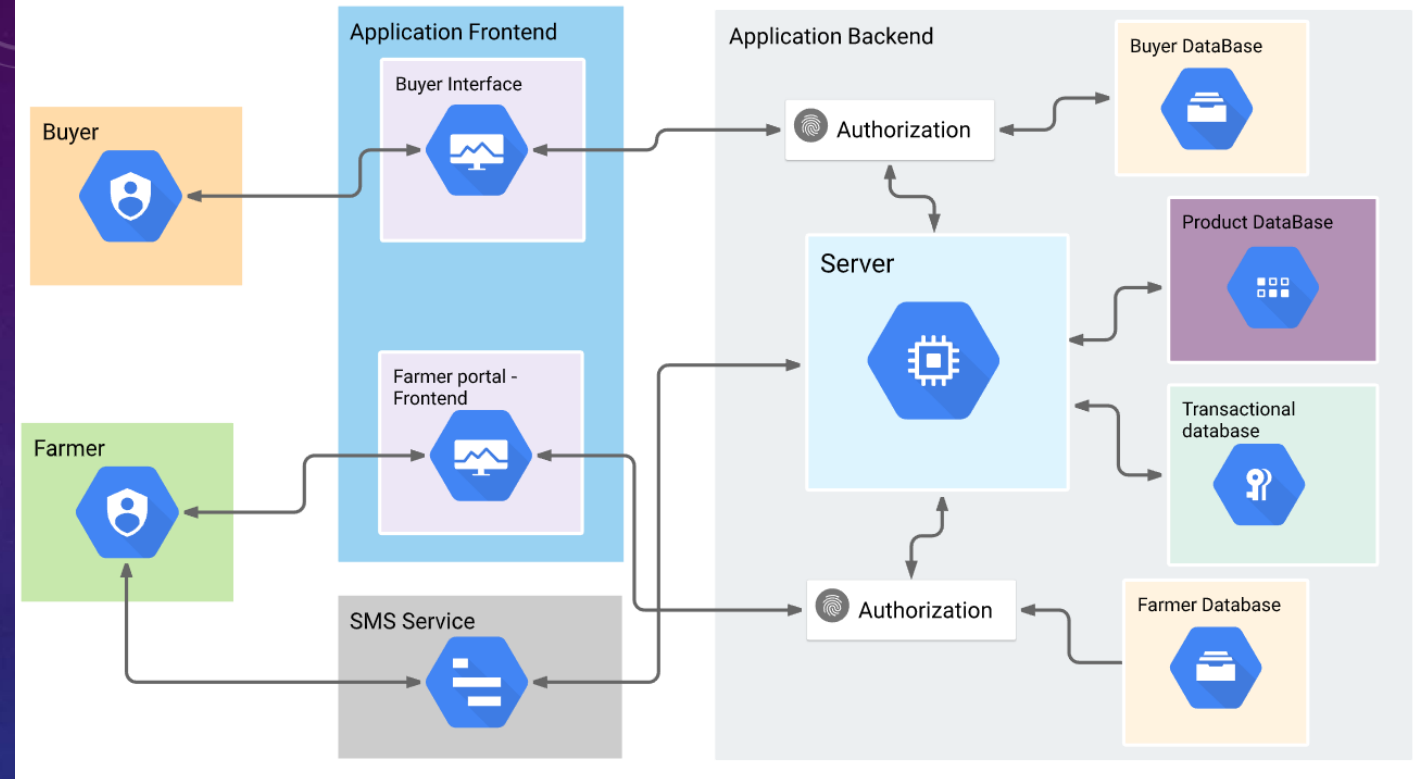 Application Frontend
Application Backend
Buyer DataBase
Buyer Interface
Buyer
Authorization
Product DataBase
Server
Farmer portal -
Frontend
Transactional
database
Farmer
SMS Service
Authorization
Farmer Database